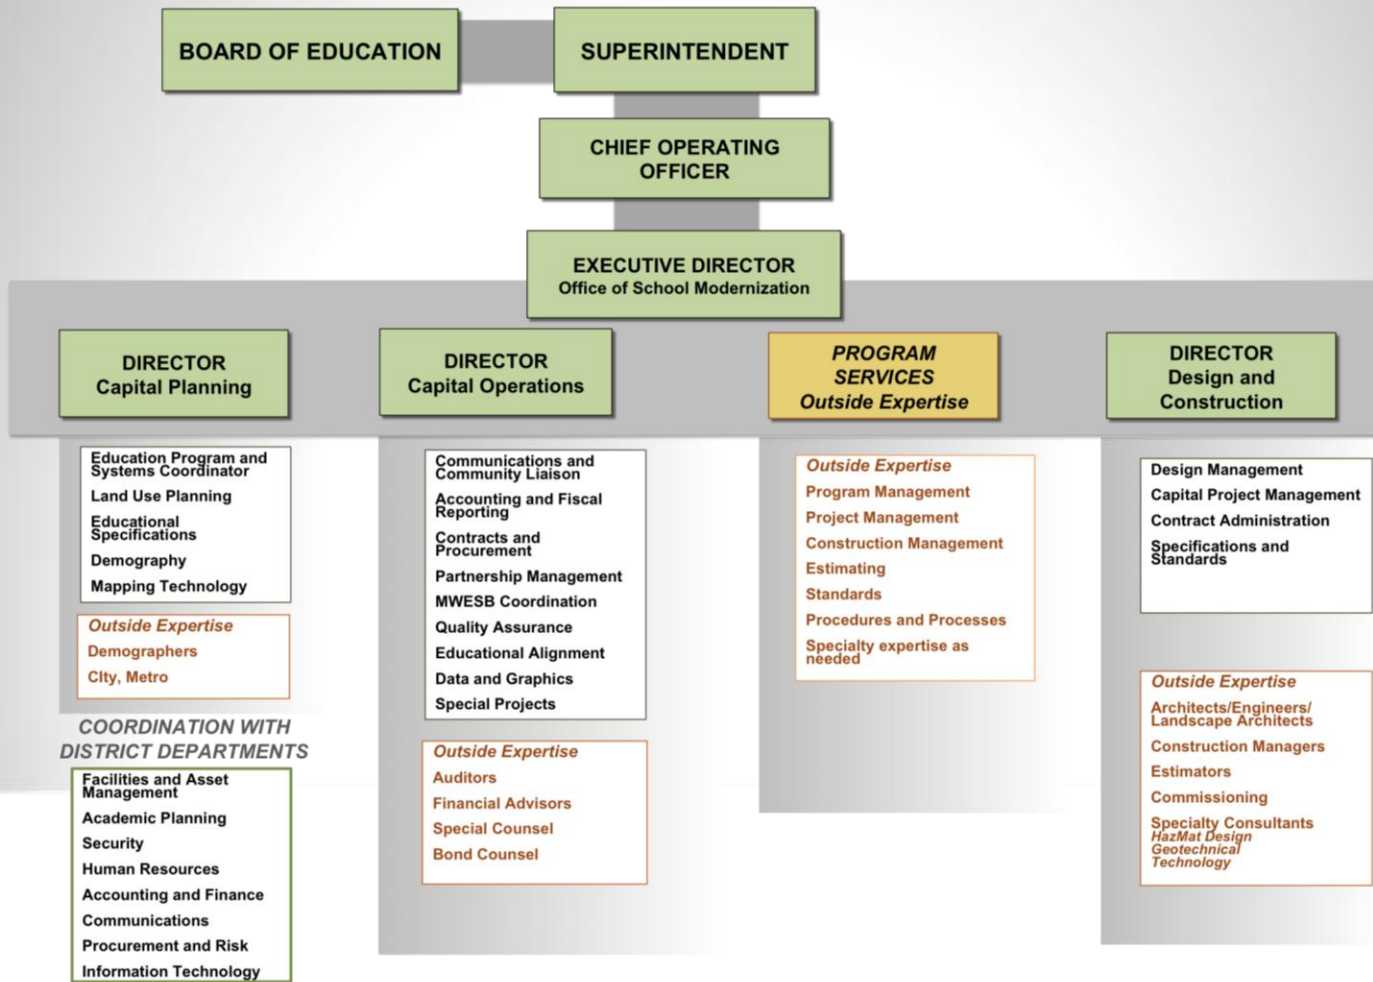 BOARD OF EDUCATION
SUPERINTENDENT
CHIEF OPERATING
OFFICER
EXECUTIVE DIRECTOR
Office of School Modernization
DIRECTOR
Capital Planning
Education Program and
Systems Coordinator
Land Use Planning
Educational
Specifications
Demography
Mapping Technology
Outside Expertise
Demographers
CIty, Metro
COORDINATION WITH
DISTRICT DEPARTMENTS
Facilities and Asset
Management
Academic Planning
Security
Human Resources
Accounting and Finance
Communications
Procurement and Risk
Information Technology
DIRECTOR
Capital Operations
Communications and
Community Liaison
Accounting and Fiscal
Reporting
Contracts and
Procurement
Partnership Management
MWESB Coordination
Quality Assurance
Educational Alignment
Data and Graphics
Special Projects
Outside Expertise
Auditors
Financial Advisors
Special Counsel
Bond Counsel
PROGRAM
SERVICES
Outside Expertise
Outside Expertise
Program Management
Project Management
Construction Management
Estimating
Standards
Procedures and Processes
Specialty expertise as
needed
DIRECTOR
Design and
Construction
Design Management
Capital Project Management
Contract Administration
Specifications and
Standards
Outside Expertise
Architects/Engineers/
Landscape Architects
Construction Managers
Estimators
Commissioning
Specialty Consultants
HazMat Design
Geotechnical
Technology